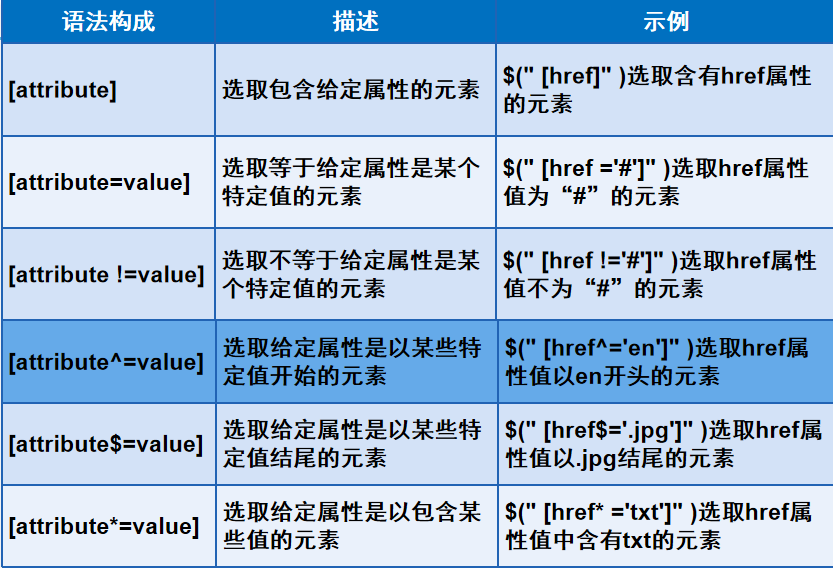 语法构成
描述
示例
[attribute]
选取包含给定属性的元素
$(" [href]" )选取含有href属性
的元素
[attribute=value]
选取等于给定属性是某个
特定值的元素
$(" [href ='#']" )选取href属性
值为“#”的元素
[attribute !=value]
选取不等于给定属性是某
个特定值的元素
$(" [href !='#']" )选取href属性
值不为“#”的元素
[attribute^=value]
选取给定属性是以某些特
定值开始的元素
$(" [href^='en']" )选取href属
性值以en开头的元素
[attribute$=value]
选取给定属性是以某些特
定值结尾的元素
$(" [href$='.jpg']" )选取href属
性值以.jpg结尾的元素
[attribute*=value]
选取给定属性是以包含某
些值的元素
$(" [href* ='txt']" )选取href属
性值中含有txt的元素